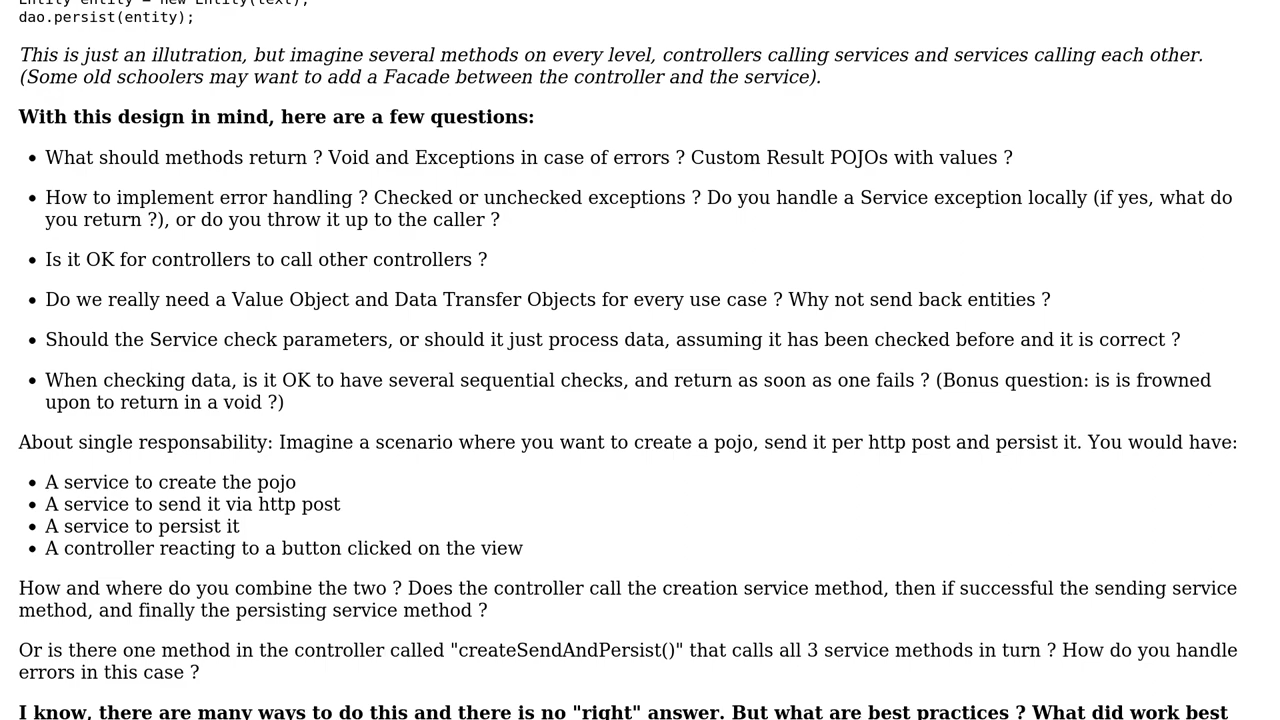 Entity entity = new Entity(text);
dao.persist(entity);
This is just an illutration, but imagine several methods on every level, controllers calling services and services calling each other.
(Some old schoolers may want to add a Facade between the controller and the service).
With this design in mind, here are a few questions:
• What should methods return ? Void and Exceptions in case of errors ? Custom Result POJOs with values ?
• How to implement error handling ? Checked or unchecked exceptions ? Do you handle a Service exception locally (if yes, what do
you return ?), or do you throw it up to the caller ?
• Is it OK for controllers to call other controllers ?
• Do we really need a Value Object and Data Transfer Objects for every use case ? Why not send back entities ?
• Should the Service check parameters, or should it just process data, assuming it has been checked before and it is correct ?
• When checking data, is it OK to have several sequential checks, and return as soon as one fails ? (Bonus question: is is frowned
upon to return in a void ?)
About single responsability: Imagine a scenario where you want to create a pojo, send it per http post and persist it. You would have:
• A service to create the pojo
• A service to send it via http post
• A service to persist it
• A controller reacting to a button clicked on the view
How and where do you combine the two ? Does the controller call the creation service method, then if successful the sending service
method, and finally the persisting service method ?
Or is there one method in the controller called "createSendAndPersist()" that calls all 3 service methods in turn ? How do you handle
errors in this case ?
I know, there are many ways to do this and there is no "right" answer. But what are best practices ? What did work best